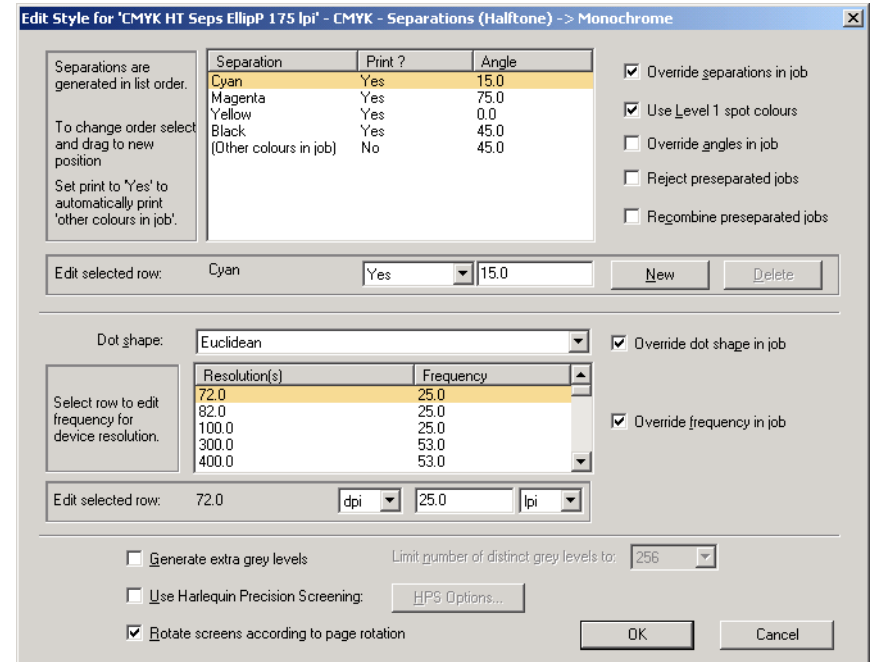 Edit Style for 'CMYK HT Seps EllipP 175 lpi' - CMYK - Separations (Halftone) -> Monochrome
Separations are
generated in list order.
To change order select
and drag to new
position
Set print to 'Yes' to
automatically print
'other colours in job'.
Separation Print ? Angle
Cyan Yes 15.0
Magenta Yes 75.0
Yellow Yes 0.0
Black Yes 45.0
(Other colours in job) No 45.0
Override separations in job
Use Level 1 spot colours
Override angles in job
Reject preseparated jobs
Recombine preseparated jobs
Edit selected row: Cyan Yes 15.0 New Delete
Dot shape: Euclidean Override dot shape in job
Select row to edit
frequency for
device resolution.
Resolution(s) Frequency
72.0 25.0
82.0 25.0
100.0 25.0
300.0 53.0
400.0 53.0
Override frequency in job
Edit selected row: 72.0 dpi 25.0 lpi
Generate extra grey levels Limit number of distinct grey levels to: 256
Use Harlequin Precision Screening: HPS Options...
Rotate screens according to page rotation
OK Cancel